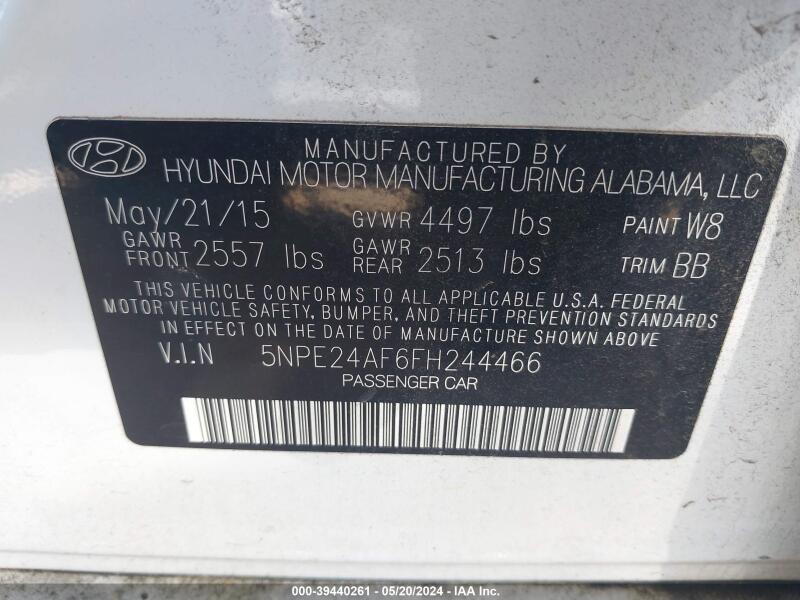 MANUFACTURED BY
HYUNDAI MOTOR MANUFACTURING ALABAMA, LLC
May/21/15 GVWR 4497 lbs PAINT W8
GAWR FRONT 2557 lbs GAWR REAR 2513 lbs TRIM BB
THIS VEHICLE CONFORMS TO ALL APPLICABLE U.S.A. FEDERAL
MOTOR VEHICLE SAFETY, BUMPER, AND THEFT PREVENTION STANDARDS
IN EFFECT ON THE DATE OF MANUFACTURE SHOWN ABOVE
V.I.N 5NPE24AF6FH244466
PASSENGER CAR
000-39440261 - 05/20/2024 - IAA Inc.